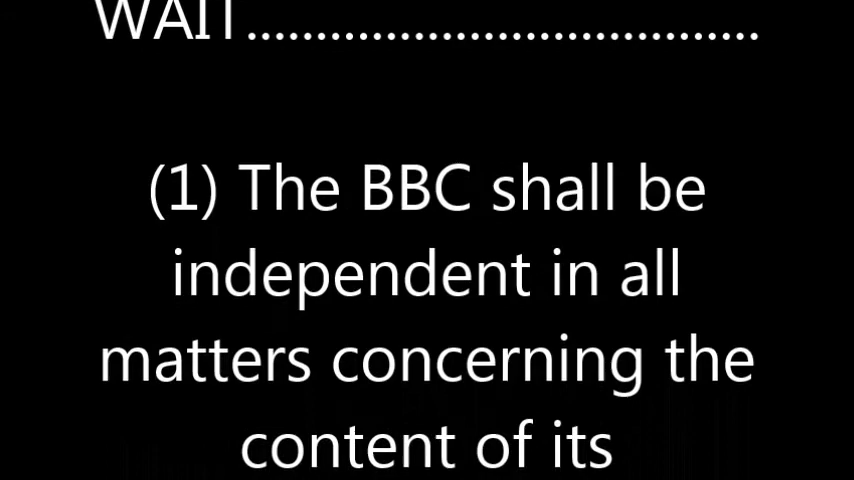 WAIT.....................................
(1) The BBC shall be
independent in all
matters concerning the
content of its